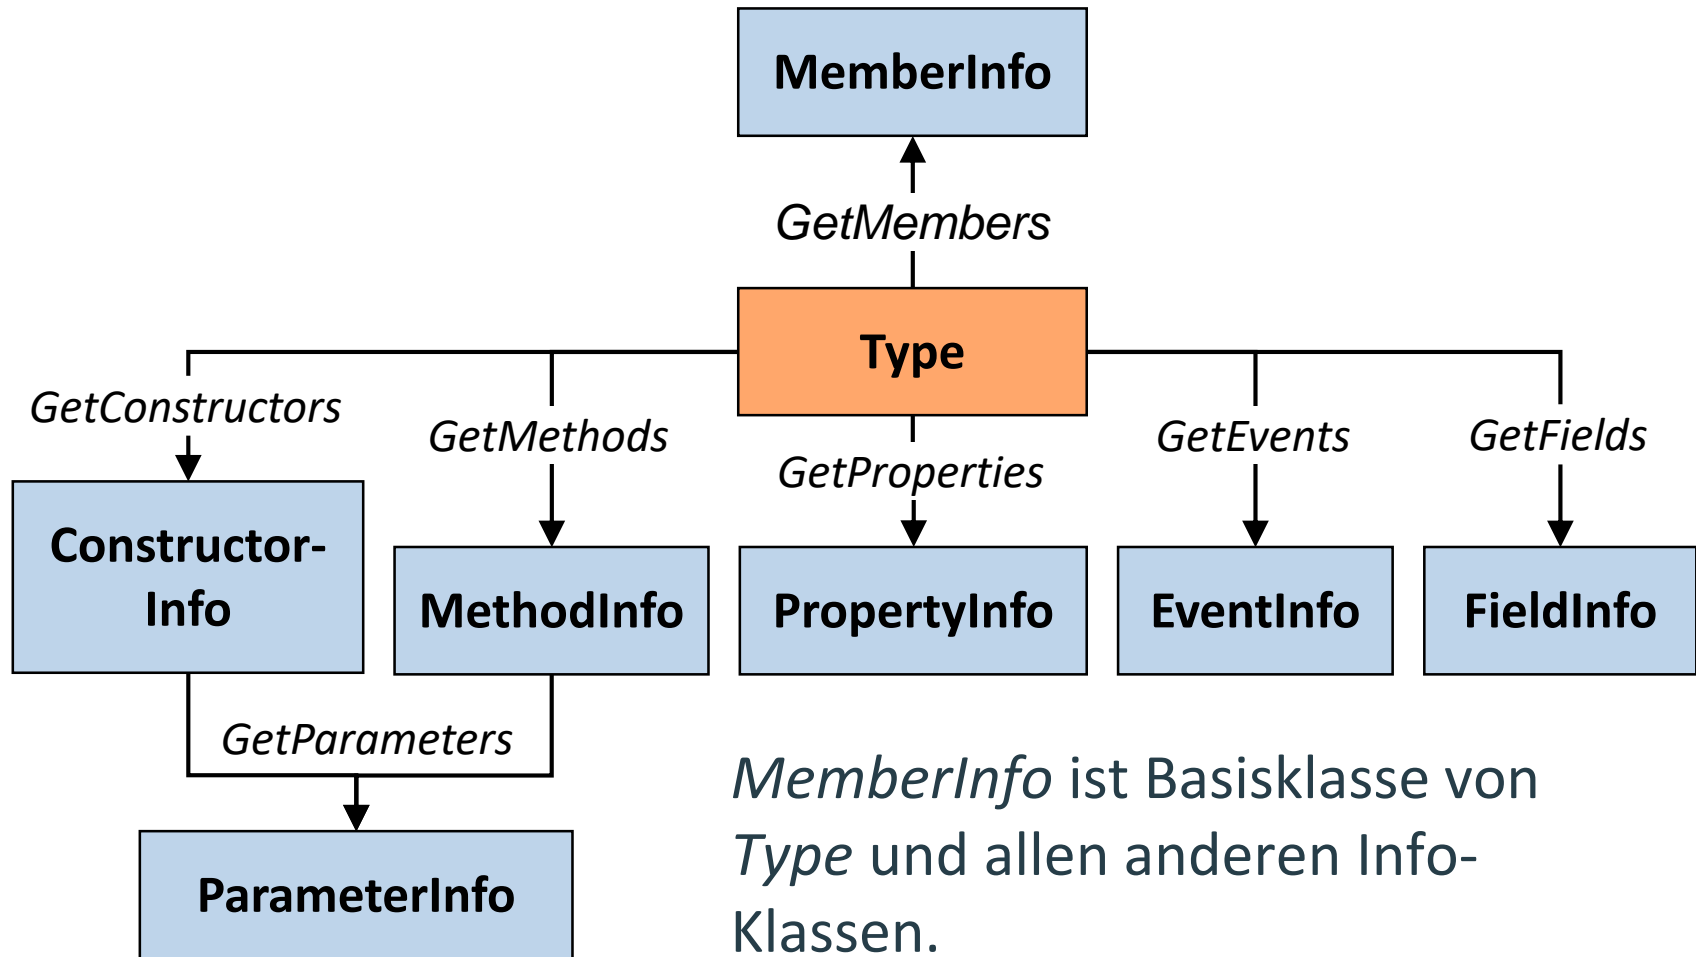 MemberInfo
GetMembers
Type
GetConstructors
GetMethods
GetProperties
GetEvents
GetFields
Constructor-
Info
MethodInfo
PropertyInfo
EventInfo
FieldInfo
GetParameters
ParameterInfo
MemberInfo ist Basisklasse von
Type und allen anderen Info-
Klassen.